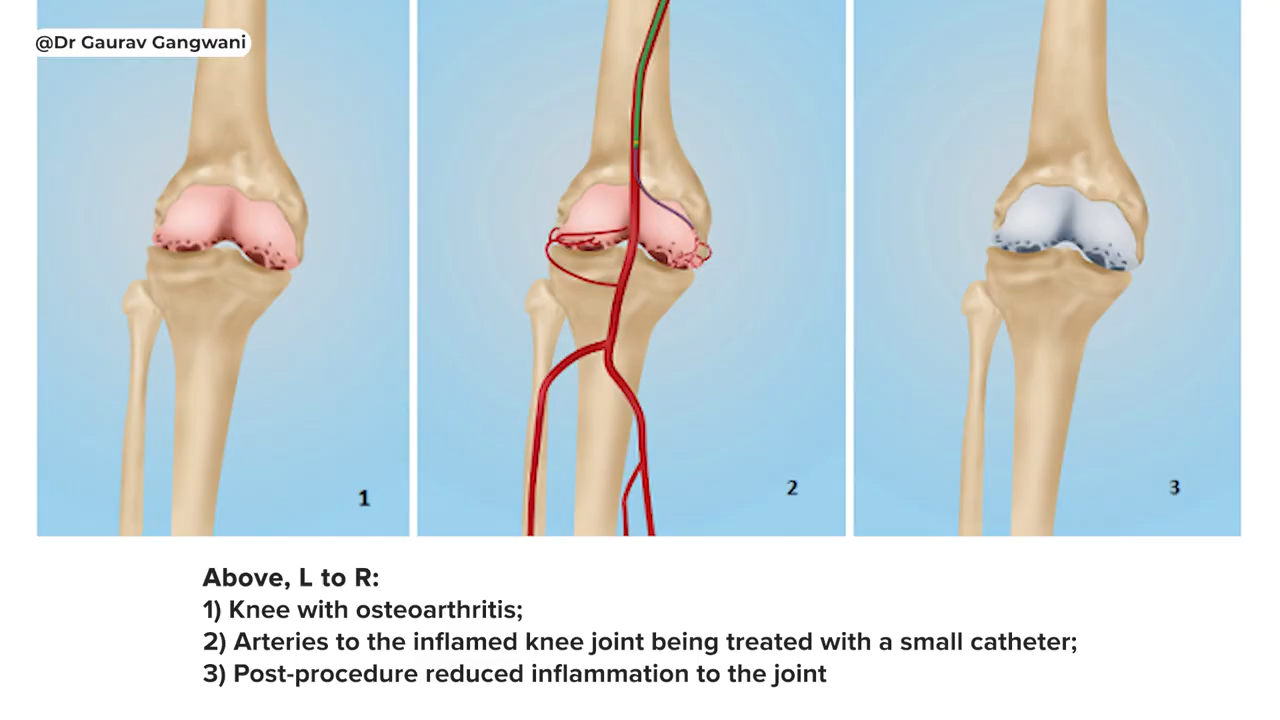 @Dr Gaurav Gangwani
1
2
3
Above, L to R:
1) Knee with osteoarthritis;
2) Arteries to the inflamed knee joint being treated with a small catheter;
3) Post-procedure reduced inflammation to the joint